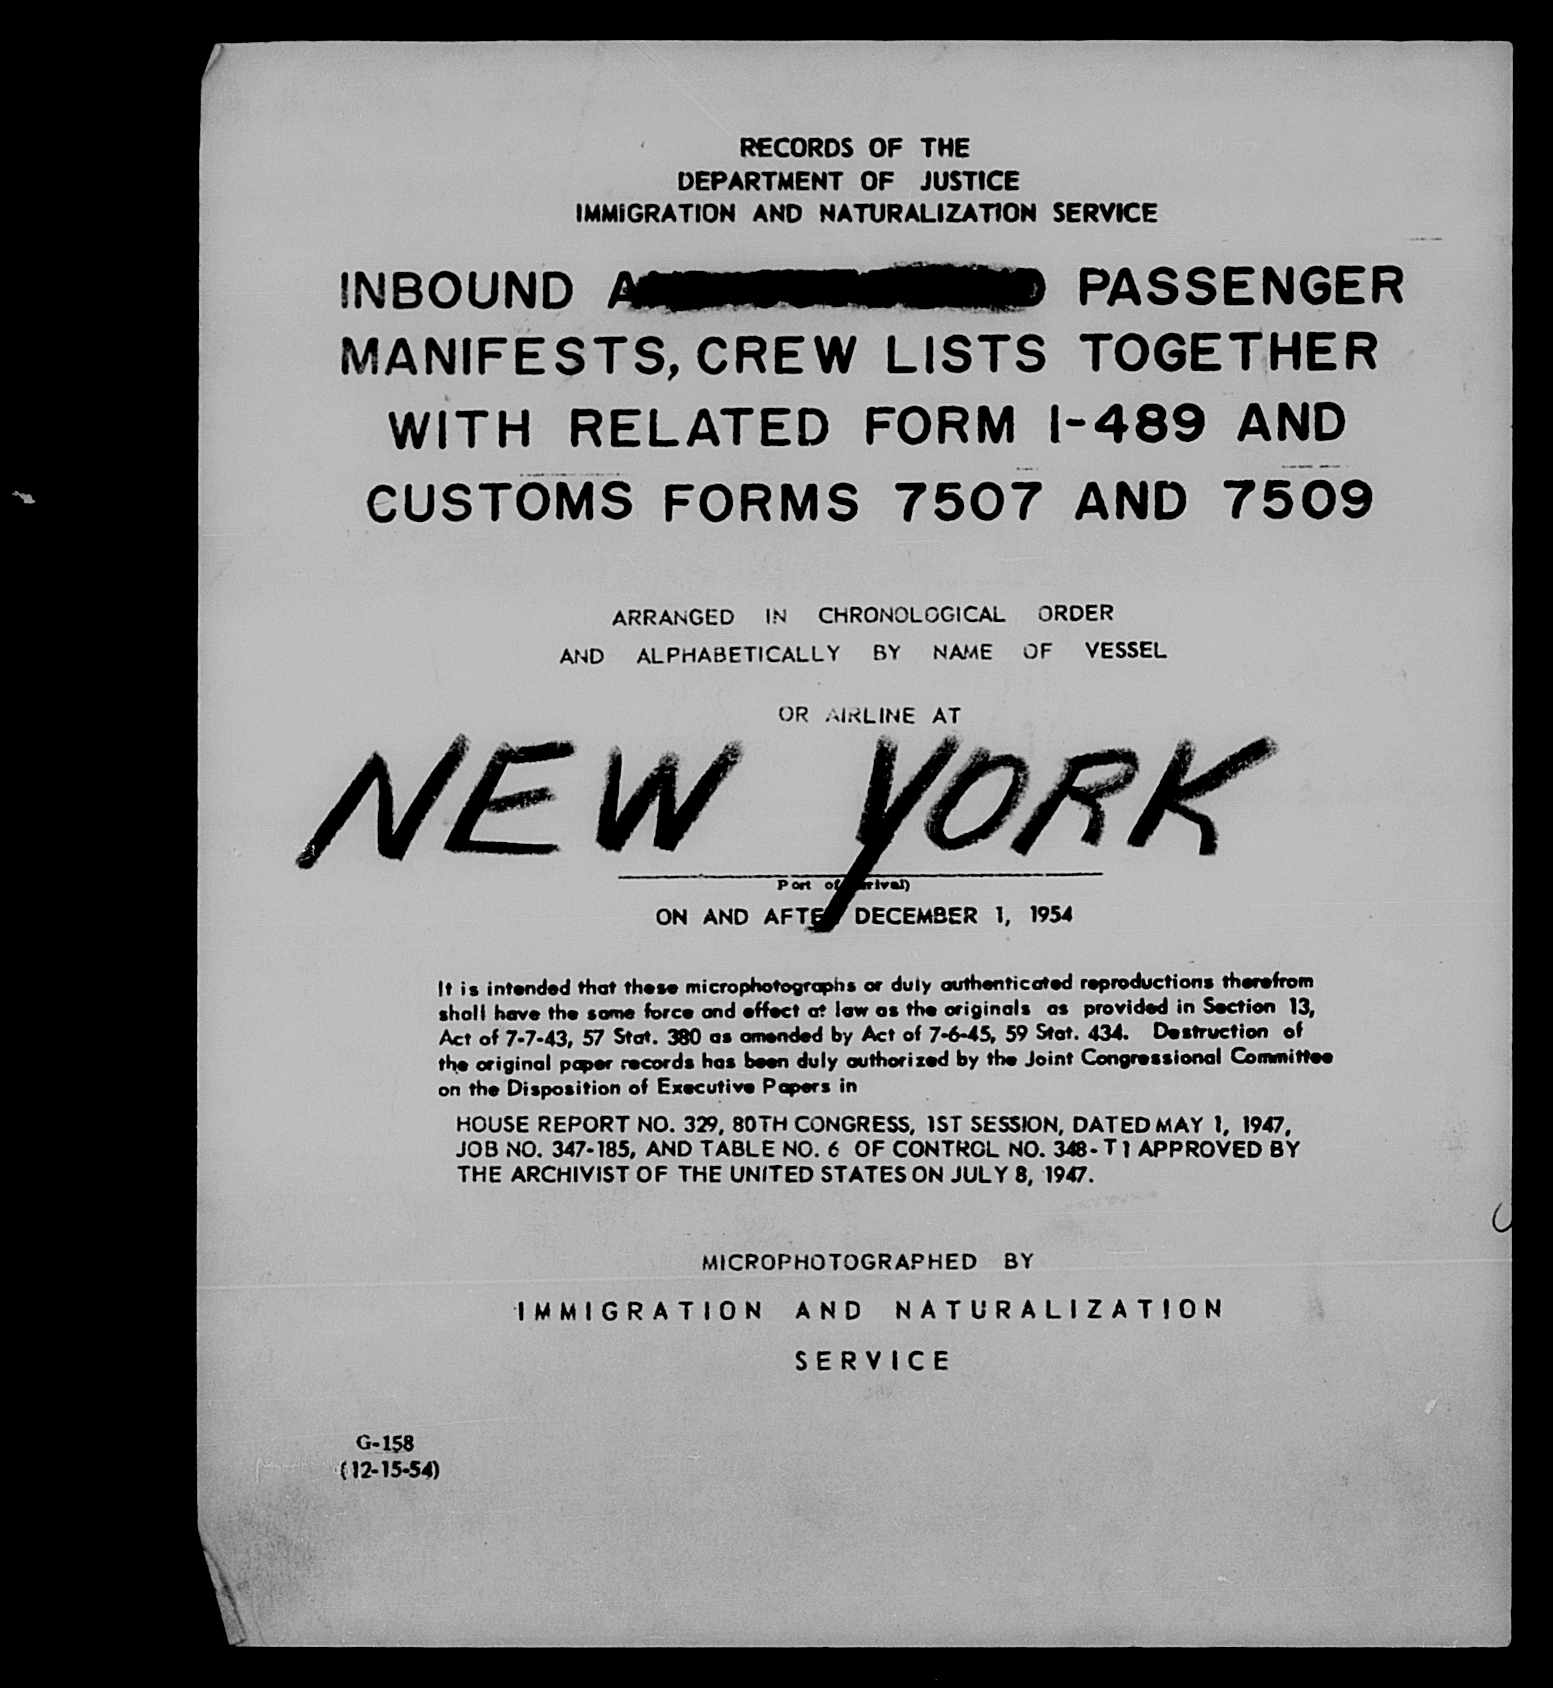 RECORDS OF THE
DEPARTMENT OF JUSTICE
IMMIGRATION AND NATURALIZATION SERVICE
INBOUND PASSENGER
MANIFESTS, CREW LISTS TOGETHER
WITH RELATED FORM I-489 AND
CUSTOMS FORMS 7507 AND 7509
ARRANGED IN CHRONOLOGICAL ORDER
AND ALPHABETICALLY BY NAME OF VESSEL
OR AIRLINE AT
NEW YORK
Port of
ON AND AFTER DECEMBER 1, 1954
It is intended that these microphotographs or duly authenticated reproductions therefrom
shall have the same force and effect at law as the originals as provided in Section 13,
Act of 7-7-43, 57 Stat. 380 as amended by Act of 7-6-45, 59 Stat. 434. Destruction of
the original paper records has been duly authorized by the Joint Congressional Committee
on the Disposition of Executive Papers in
HOUSE REPORT NO. 329, 80TH CONGRESS, 1ST SESSION, DATED MAY 1, 1947,
JOB NO. 347-185, AND TABLE NO. 6 OF CONTROL NO. 348-T1 APPROVED BY
THE ARCHIVIST OF THE UNITED STATES ON JULY 8, 1947.
MICROPHOTOGRAPHED BY
IMMIGRATION AND NATURALIZATION
SERVICE
G-158
(12-15-54)